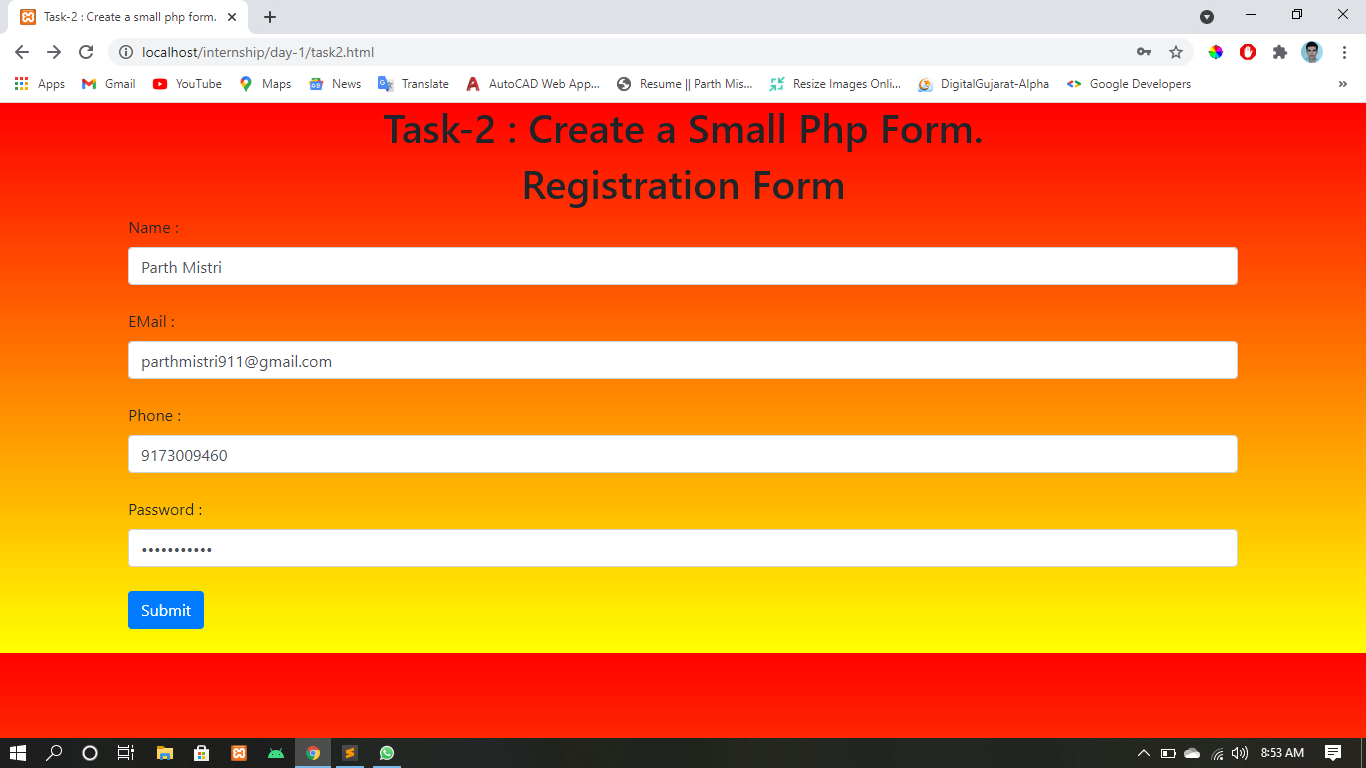 Task-2 : Create a small php form.
localhost/internship/day-1/task2.html
Apps Gmail YouTube Maps News Translate AutoCAD Web App... Resume || Parth Mis... Resize Images Onli... DigitalGujarat-Alpha Google Developers »
Task-2 : Create a Small Php Form.
Registration Form
Name :
Parth Mistri
EMail :
parthmistri911@gmail.com
Phone :
9173009460
Password :
•••••••••••
Submit
8:53 AM